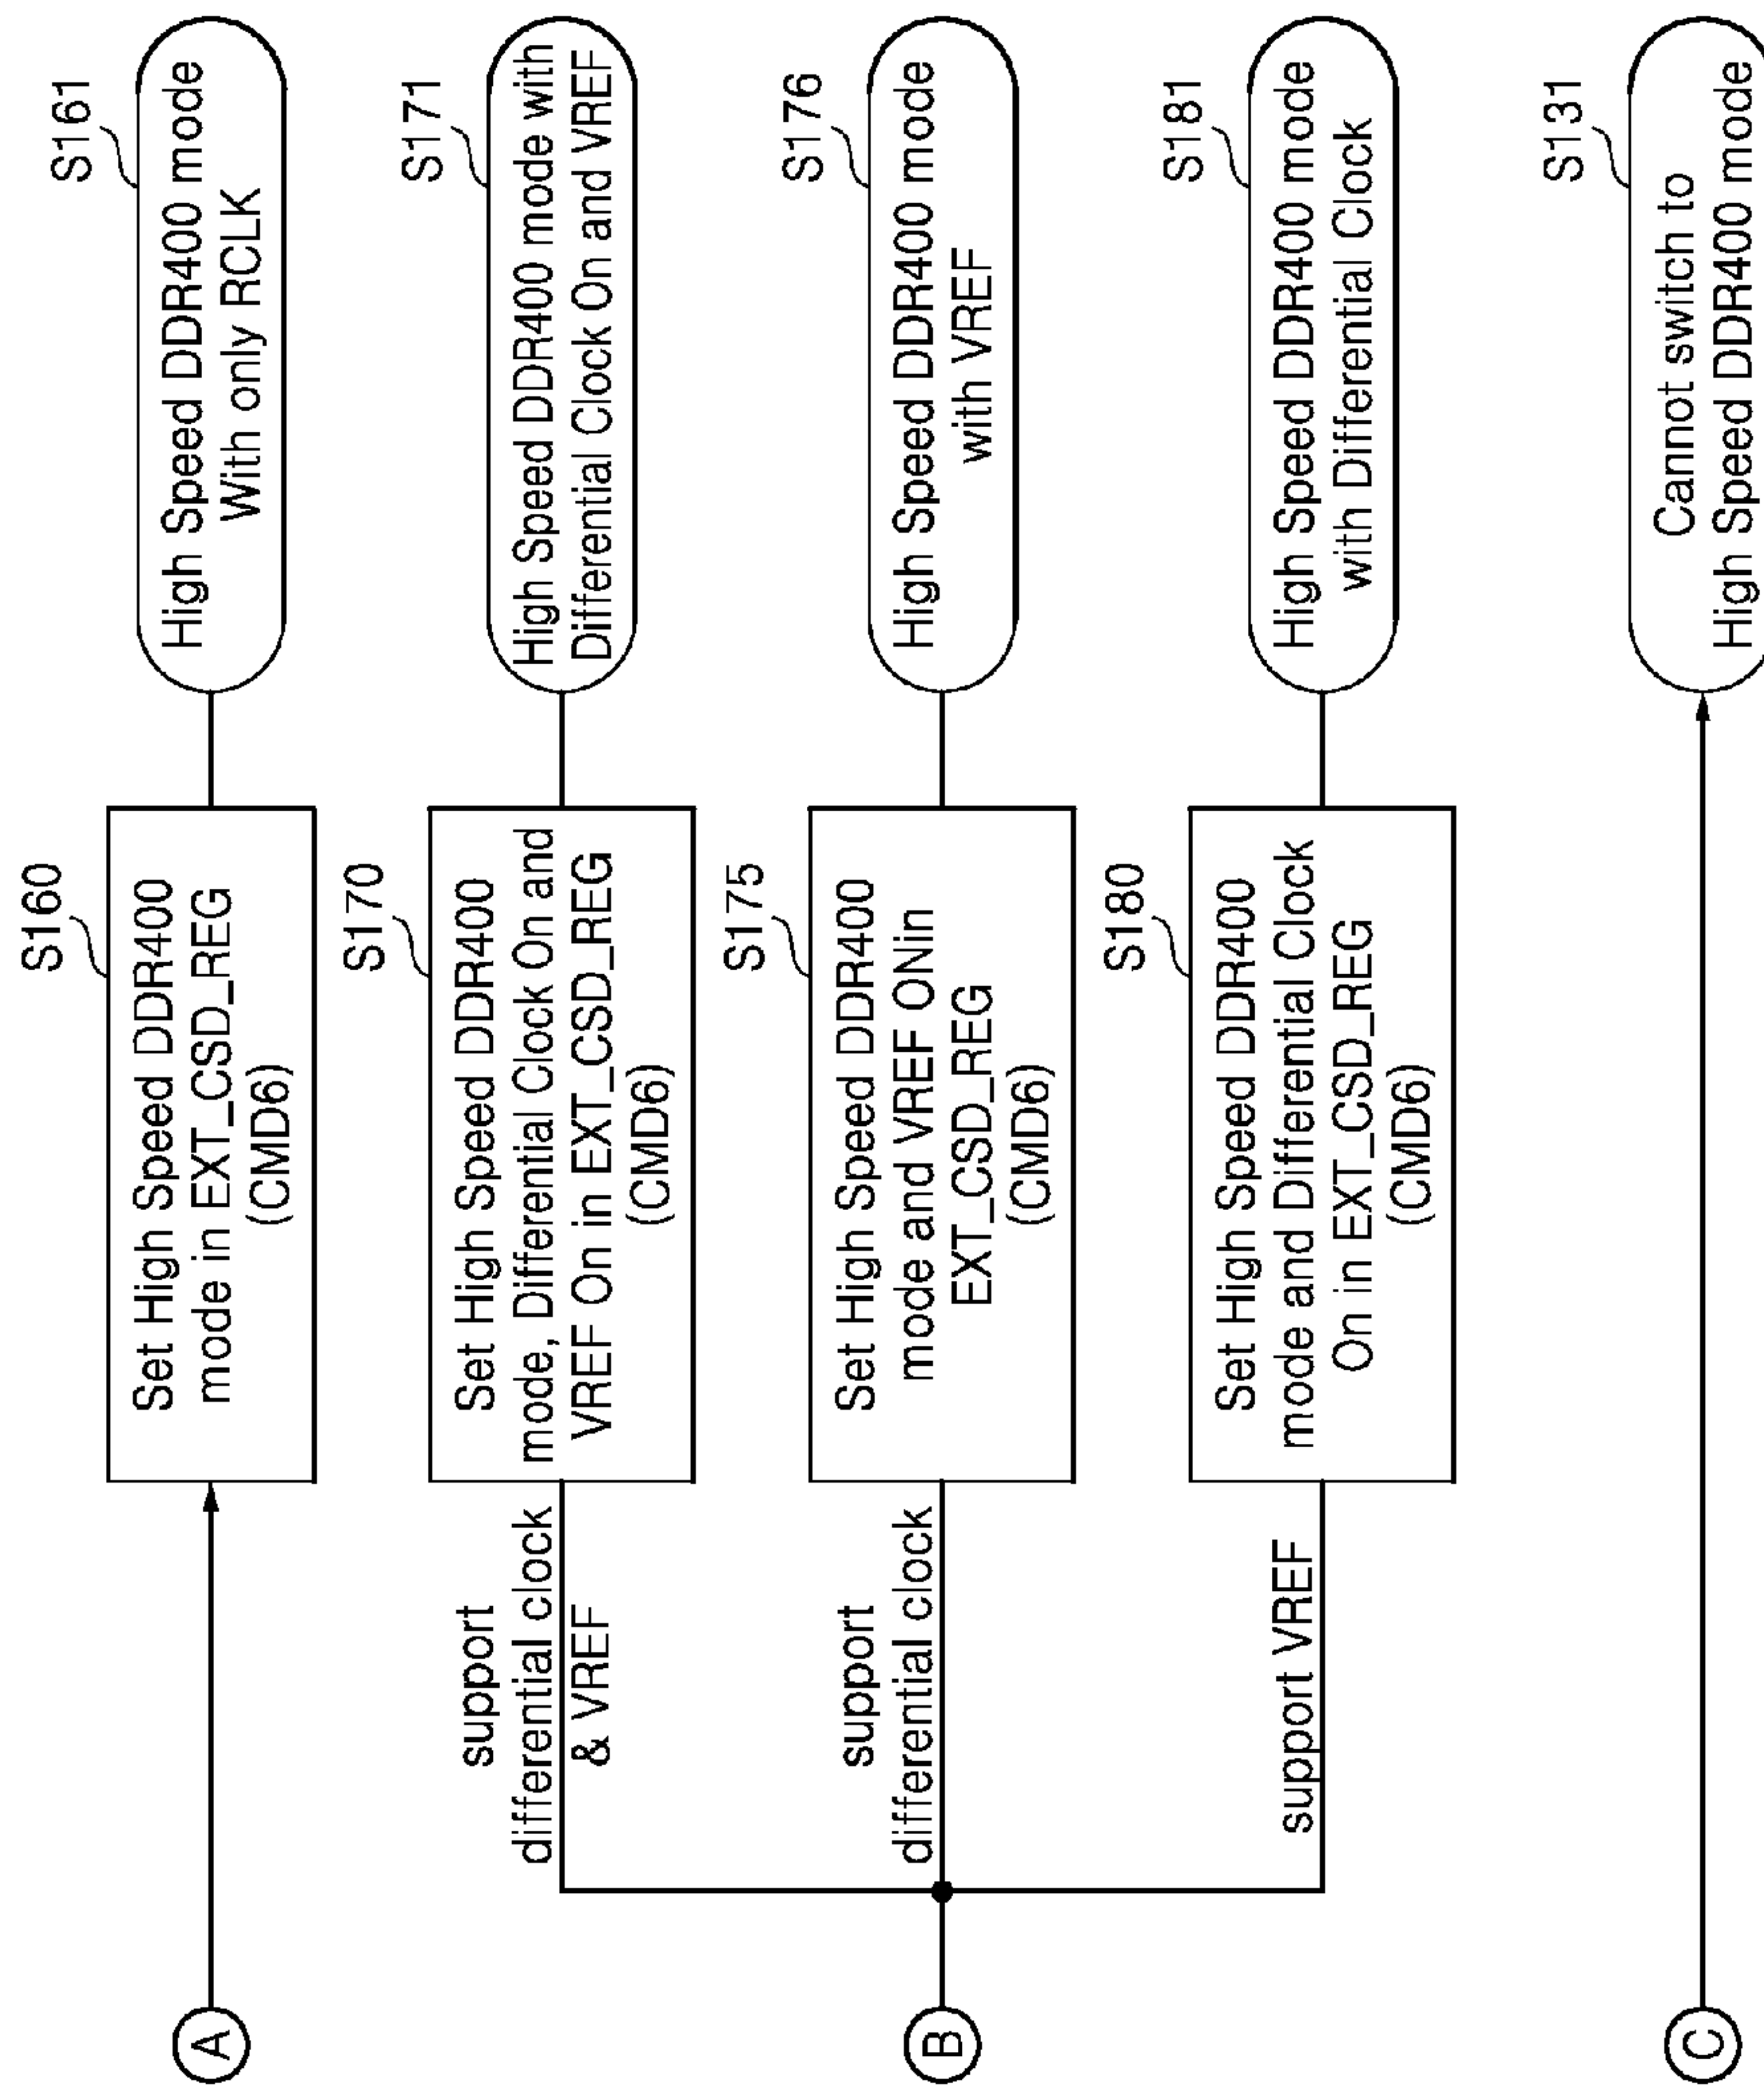 A
S160
Set High Speed DDR400
mode in EXT_CSD_REG
(CMD6)
S161
High Speed DDR400 mode
With only RCLK
B
support
differential clock
& VREF
S170
Set High Speed DDR400
mode, Differential Clock On and
VREF On in EXT_CSD_REG
(CMD6)
S171
High Speed DDR400 mode with
Differential Clock On and VREF
support
differential clock
S175
Set High Speed DDR400
mode and VREF ONin
EXT_CSD_REG
(CMD6)
S176
High Speed DDR400 mode
with VREF
support VREF
S180
Set High Speed DDR400
mode and Differential Clock
On in EXT_CSD_REG
(CMD6)
S181
High Speed DDR400 mode
with Differential Clock
C
S131
Cannot switch to
High Speed DDR400 mode